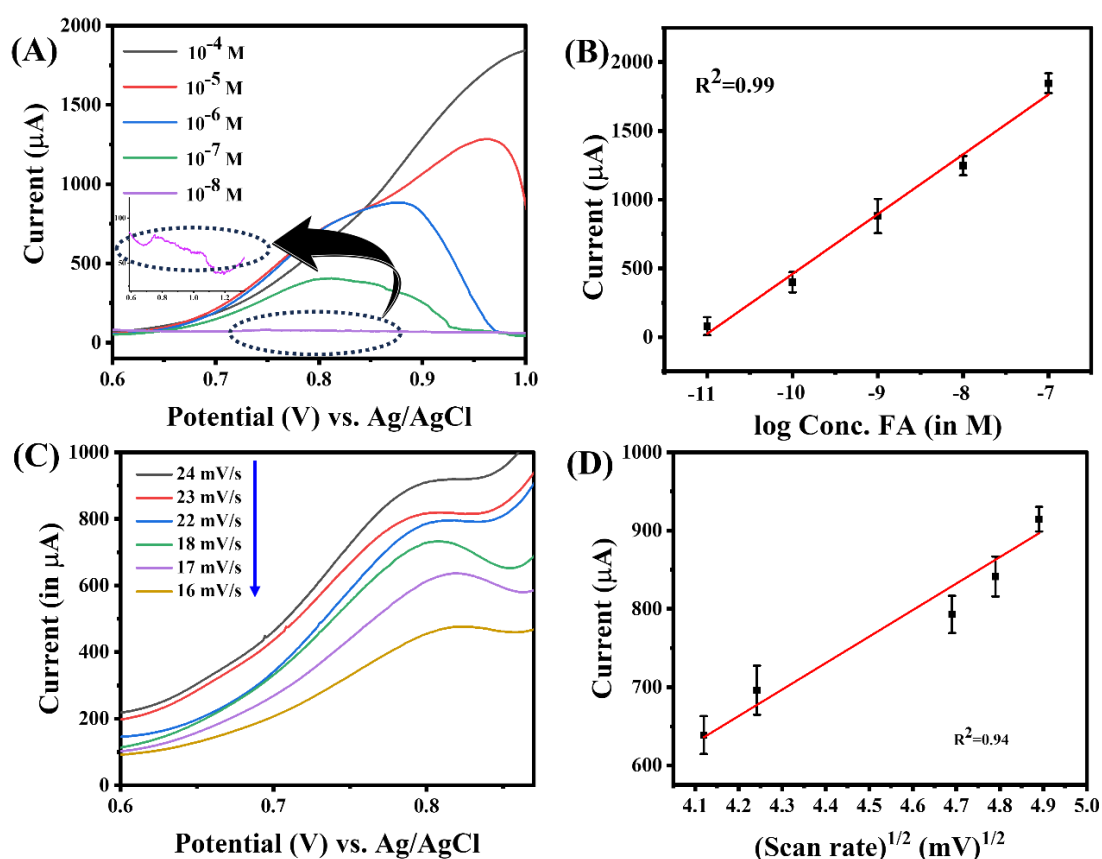 (A)
2000
1500
1000
500
0
Current (μA)
10⁻⁴ M
10⁻⁵ M
10⁻⁶ M
10⁻⁷ M
10⁻⁸ M
100
50
0.6 0.8 1.0 1.2
0.6 0.7 0.8 0.9 1.0
Potential (V) vs. Ag/AgCl
(B)
2000
1500
1000
500
0
Current (μA)
R²=0.99
-11 -10 -9 -8 -7
log Conc. FA (in M)
(C)
1000
800
600
400
200
0
Current (in μA)
24 mV/s
23 mV/s
22 mV/s
18 mV/s
17 mV/s
16 mV/s
0.6 0.7 0.8
Potential (V) vs. Ag/AgCl
(D)
1000
900
800
700
600
Current (μA)
R²=0.94
4.1 4.2 4.3 4.4 4.5 4.6 4.7 4.8 4.9 5.0
(Scan rate)¹ᐟ² (mV)¹ᐟ²